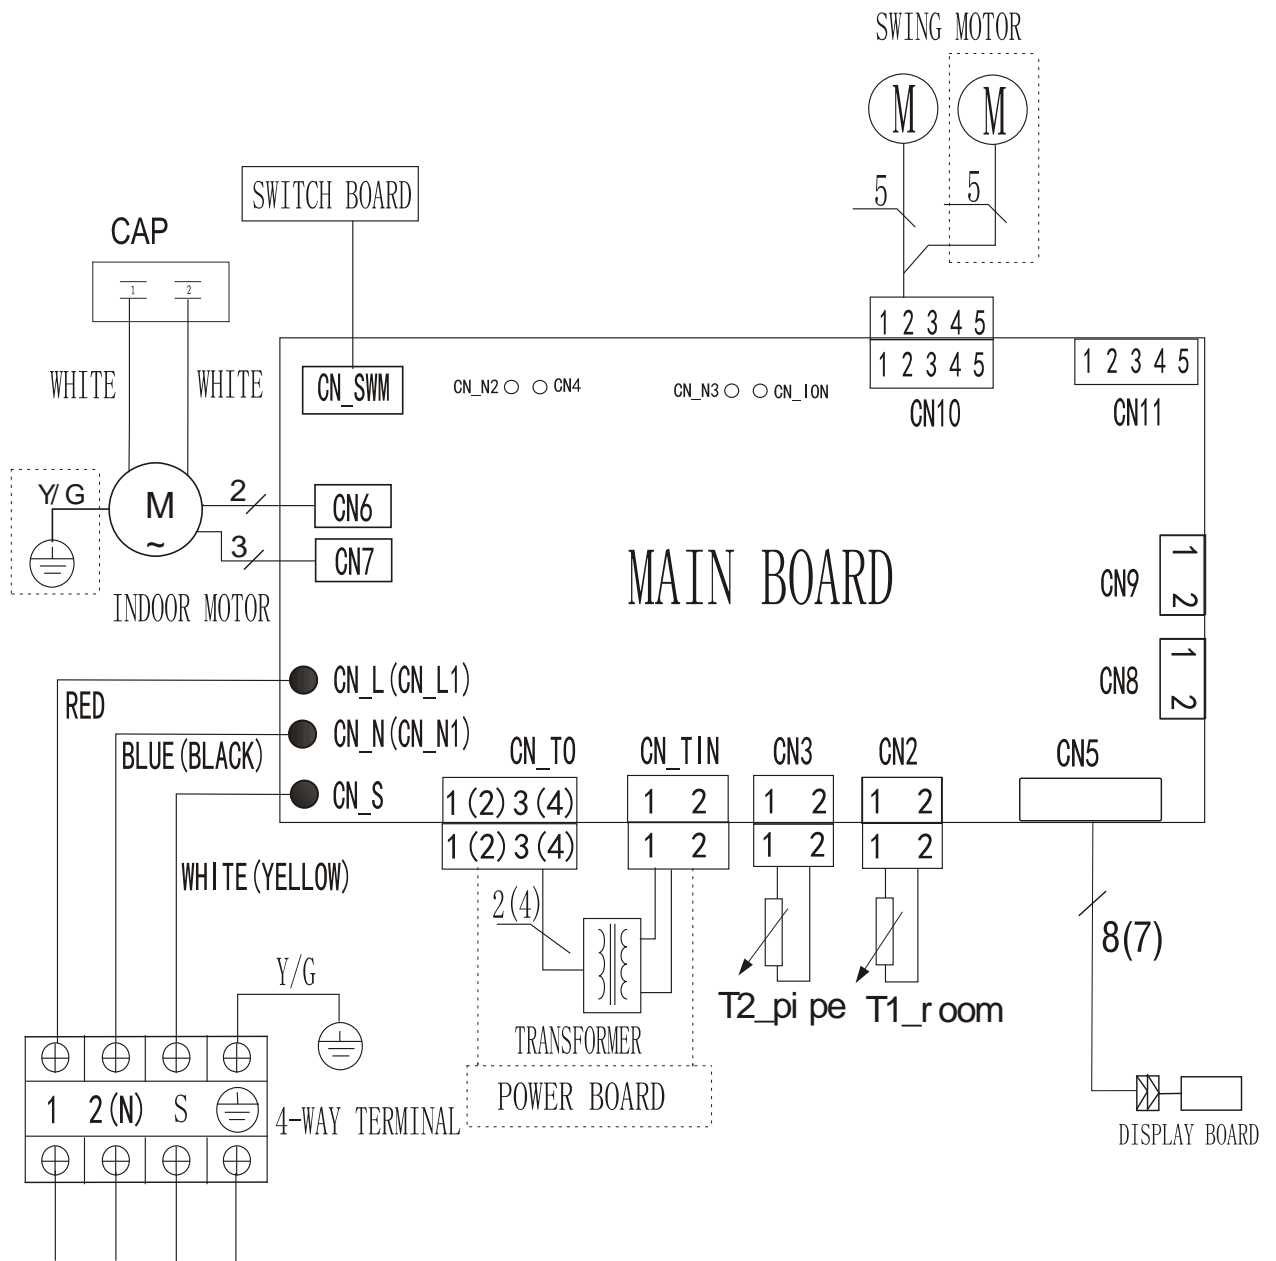 SWING MOTOR
M M
5 5
SWITCH BOARD
CAP
1 2
WHITE WHITE
1 2 3 4 5
1 2 3 4 5
CN10
1 2 3 4 5
CN11
CN_SWM
CN_N2 CN4
CN_N3 CN_ION
Y/G
M
~
2
CN6
3
CN7
INDOOR MOTOR
MAIN BOARD
CN9
1 2
CN8
1 2
CN_L(CN_L1)
RED
CN_N(CN_N1)
BLUE(BLACK)
CN_S
WHITE(YELLOW)
CN_TO CN_TIN CN3 CN2 CN5
1(2)3(4) 1 2 1 2 1 2
1(2)3(4) 1 2 1 2 1 2
2(4)
8(7)
Y/G
T2_pipe T1_room
TRANSFORMER
POWER BOARD
1 2(N) S
4-WAY TERMINAL
DISPLAY BOARD